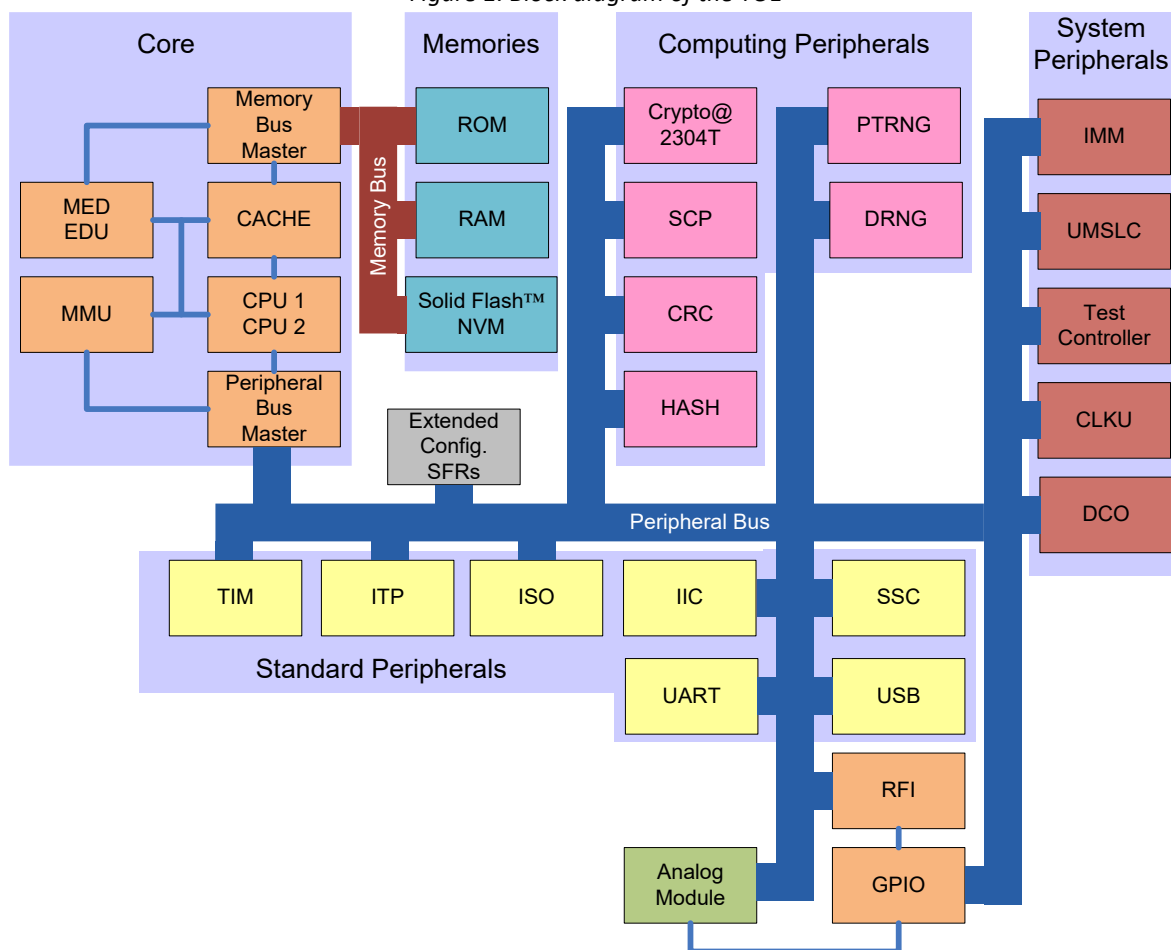 Core
Memory
Bus
Master
MED
EDU
CACHE
MMU
CPU 1
CPU 2
Peripheral
Bus
Master
Memories
Memory Bus
ROM
RAM
Solid Flash™
NVM
Computing Peripherals
Crypto@
2304T
SCP
CRC
HASH
PTRNG
DRNG
System
Peripherals
IMM
UMSLC
Test
Controller
CLKU
DCO
Extended
Config.
SFRs
Peripheral Bus
TIM
ITP
ISO
IIC
SSC
Standard Peripherals
UART
USB
RFI
Analog
Module
GPIO